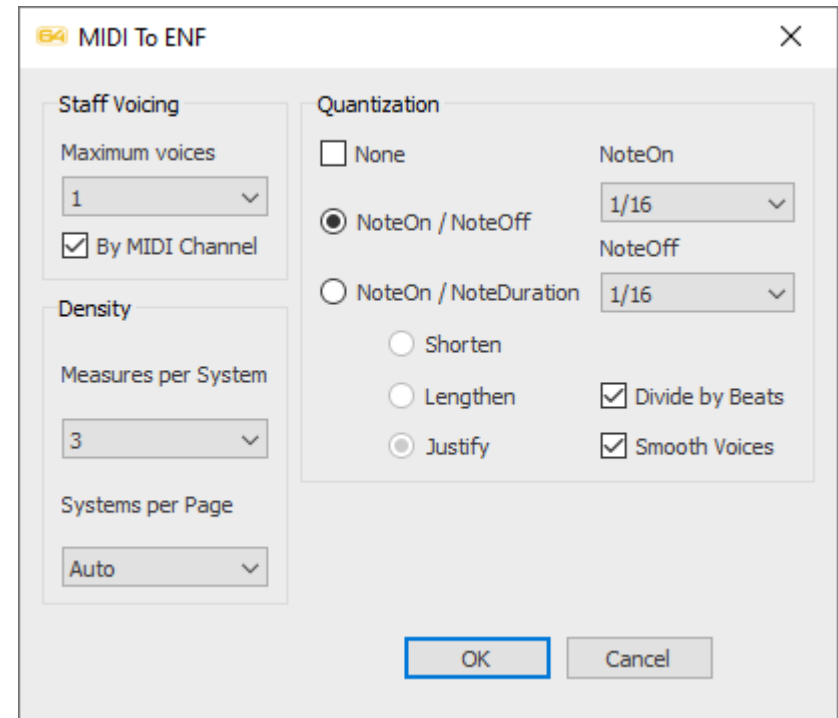 64 MIDI To ENF
Staff Voicing
Maximum voices
1
By MIDI Channel
Density
Measures per System
3
Systems per Page
Auto
Quantization
None
NoteOn
1/16
NoteOn / NoteOff
NoteOff
NoteOn / NoteDuration
1/16
Shorten
Lengthen
Divide by Beats
Justify
Smooth Voices
OK
Cancel